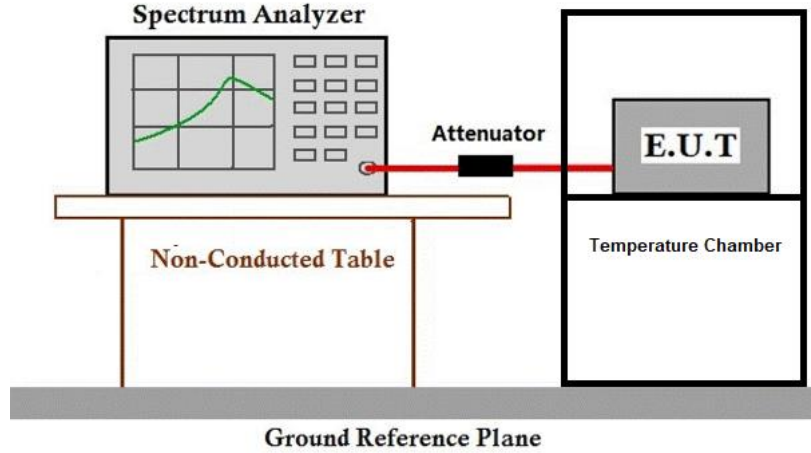 Spectrum Analyzer
Attenuator
E.U.T
Non-Conducted Table
Temperature Chamber
Ground Reference Plane